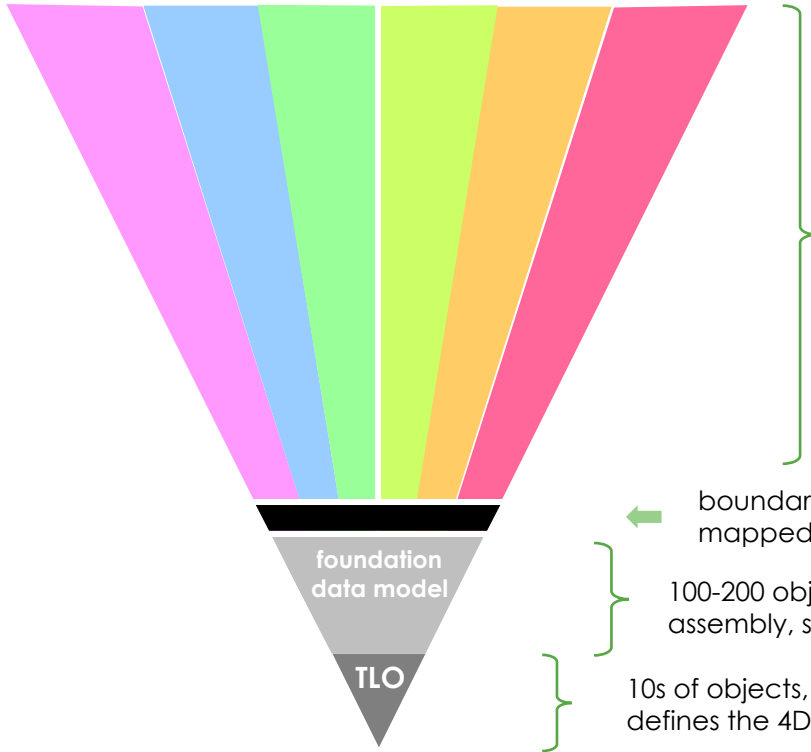 boundar
mapped
foundation
data model
100-200 obj
assembly, s
TLO
10s of objects,
defines the 4D